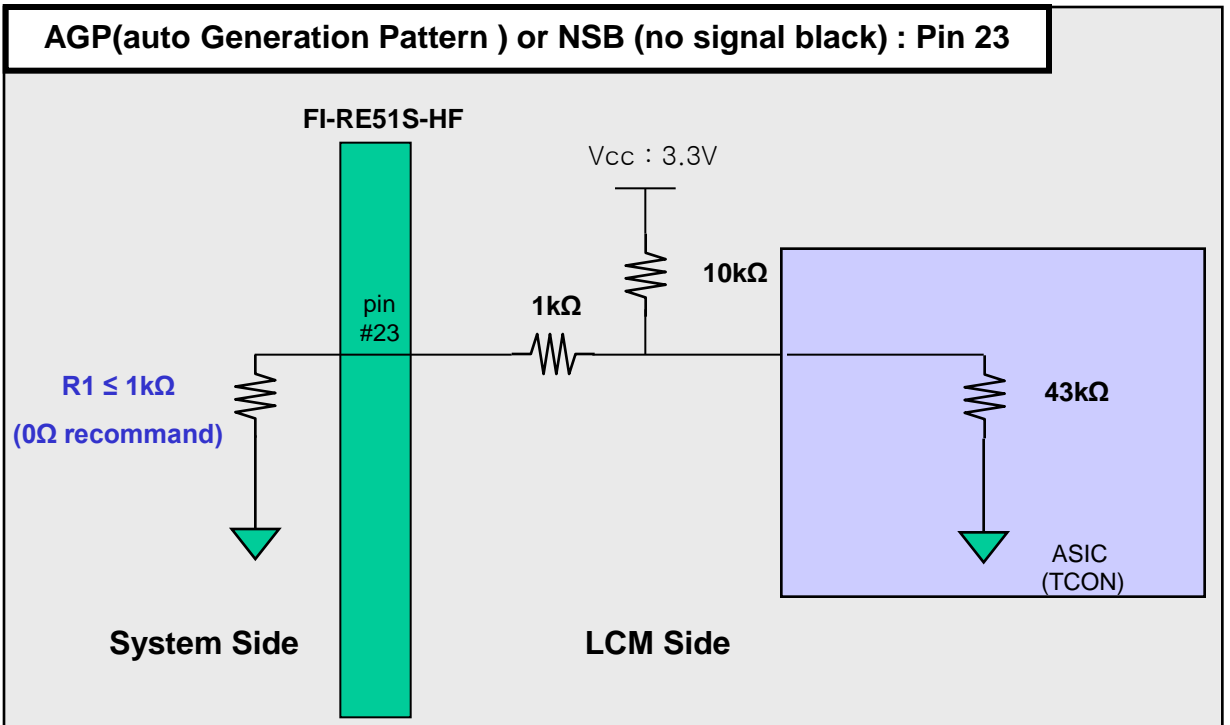 AGP(auto Generation Pattern ) or NSB (no signal black) : Pin 23
FI-RE51S-HF
Vcc : 3.3V
10kΩ
1kΩ
pin
#23
R1 ≤ 1kΩ
(0Ω recommand)
43kΩ
ASIC
(TCON)
System Side
LCM Side